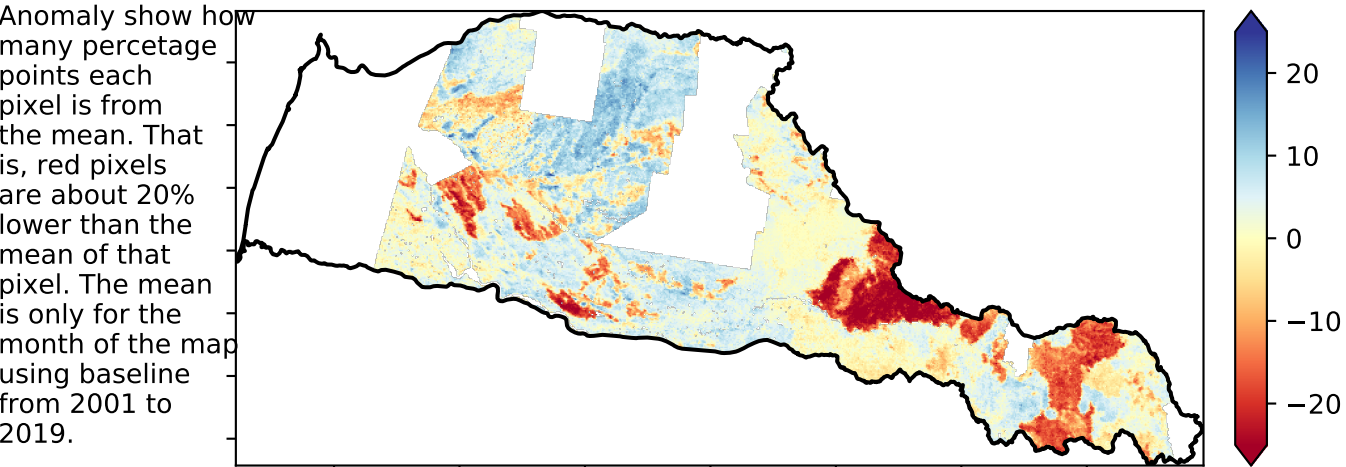 Anomaly show how
many percetage
points each
pixel is from
the mean. That
is, red pixels
are about 20%
lower than the
mean of that
pixel. The mean
is only for the
month of the map
using baseline
from 2001 to
2019.
20
10
0
−10
−20